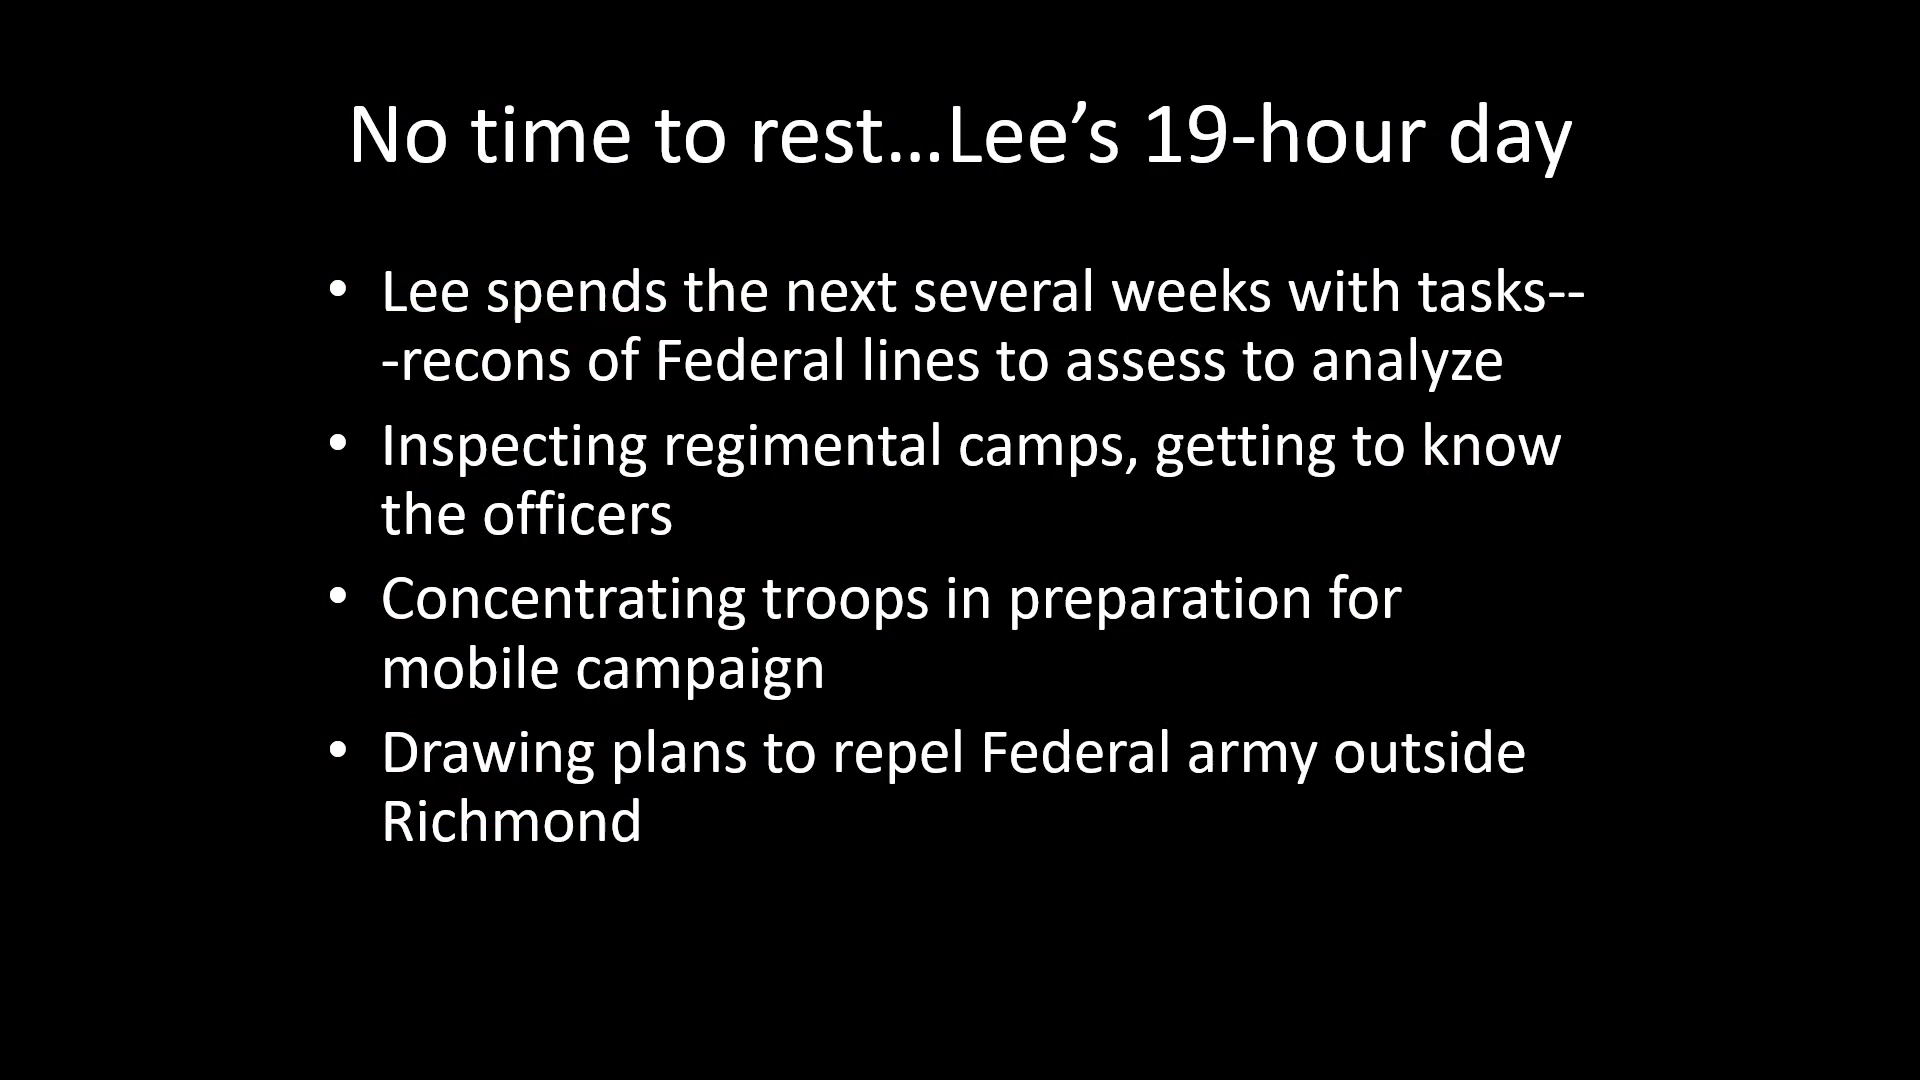 No time to rest…Lee’s 19-hour day
• Lee spends the next several weeks with tasks--
-recons of Federal lines to assess to analyze
• Inspecting regimental camps, getting to know
the officers
• Concentrating troops in preparation for
mobile campaign
• Drawing plans to repel Federal army outside
Richmond